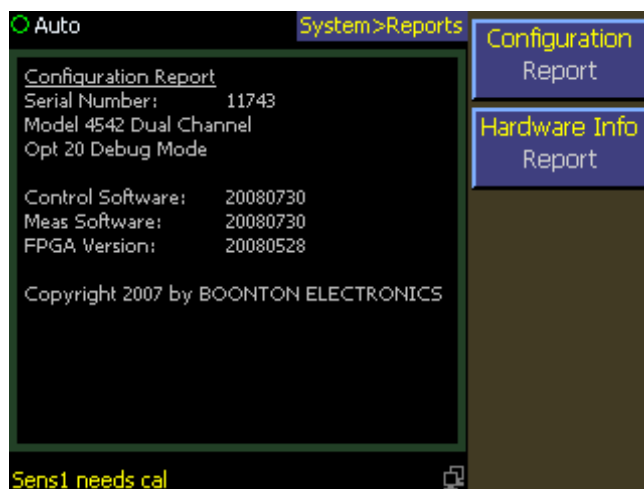 Auto
System>Reports
Configuration Report
Serial Number: 11743
Model 4542 Dual Channel
Opt 20 Debug Mode
Control Software: 20080730
Meas Software: 20080730
FPGA Version: 20080528
Copyright 2007 by BOONTON ELECTRONICS
Sens1 needs cal
Configuration
Report
Hardware Info
Report